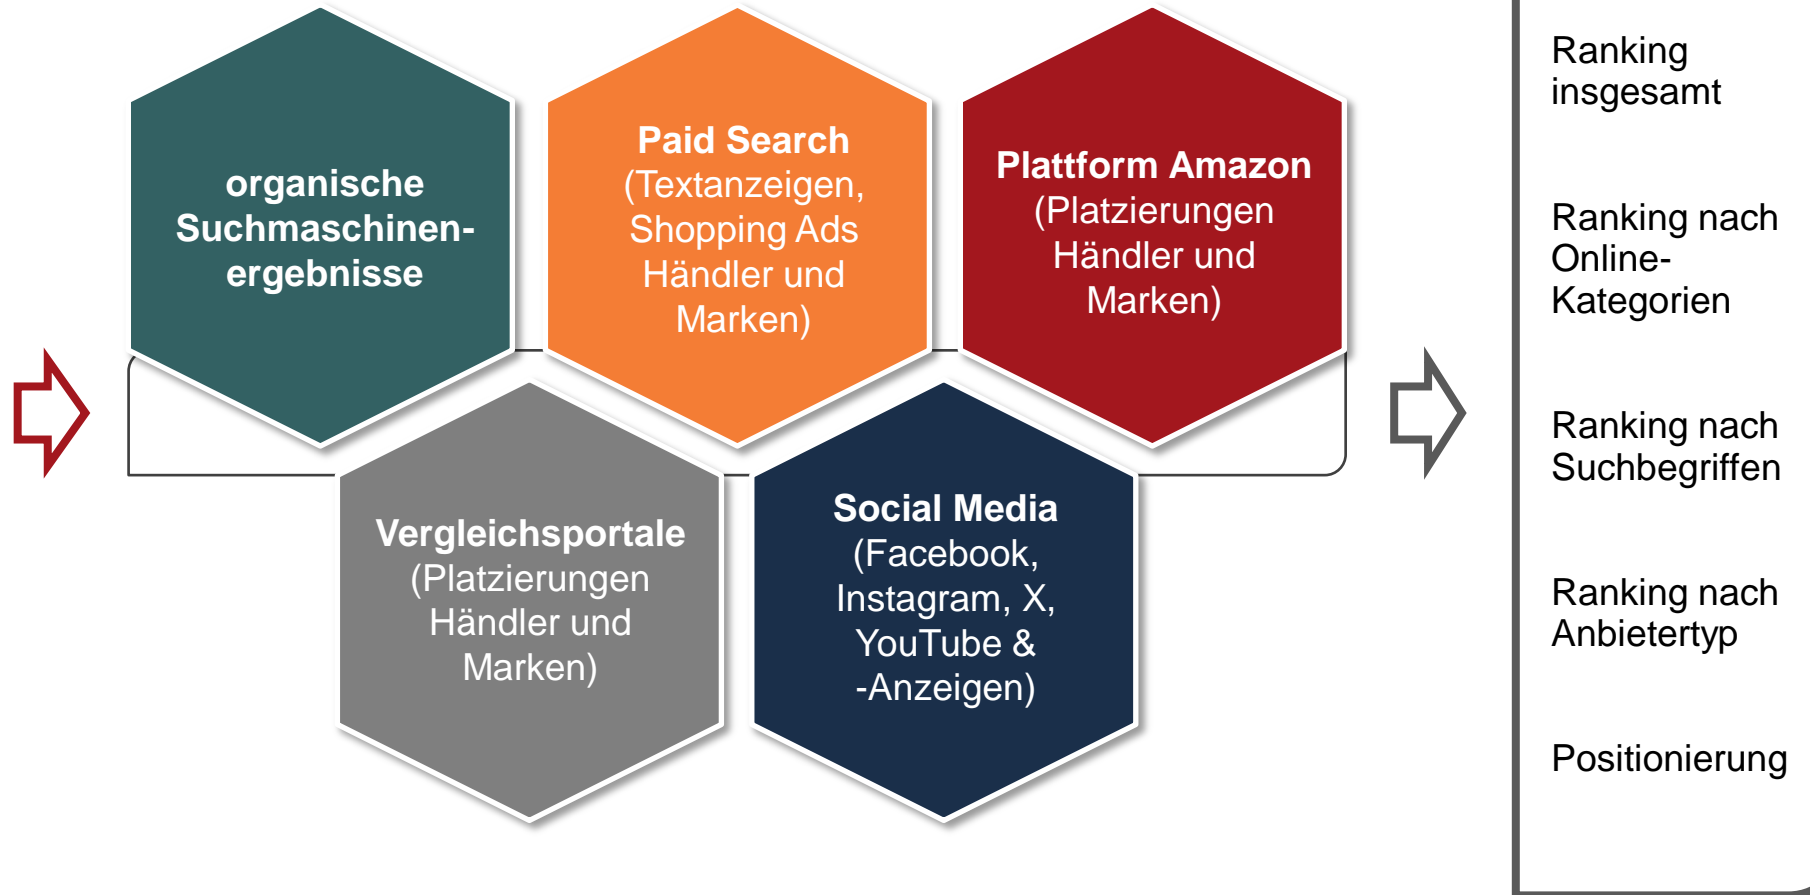 organische
Suchmaschinen-
ergebnisse
Paid Search
(Textanzeigen,
Shopping Ads
Händler und
Marken)
Plattform Amazon
(Platzierungen
Händler und
Marken)
Vergleichsportale
(Platzierungen
Händler und
Marken)
Social Media
(Facebook,
Instagram, X,
YouTube &
-Anzeigen)
Ranking
insgesamt
Ranking nach
Online-
Kategorien
Ranking nach
Suchbegriffen
Ranking nach
Anbietertyp
Positionierung